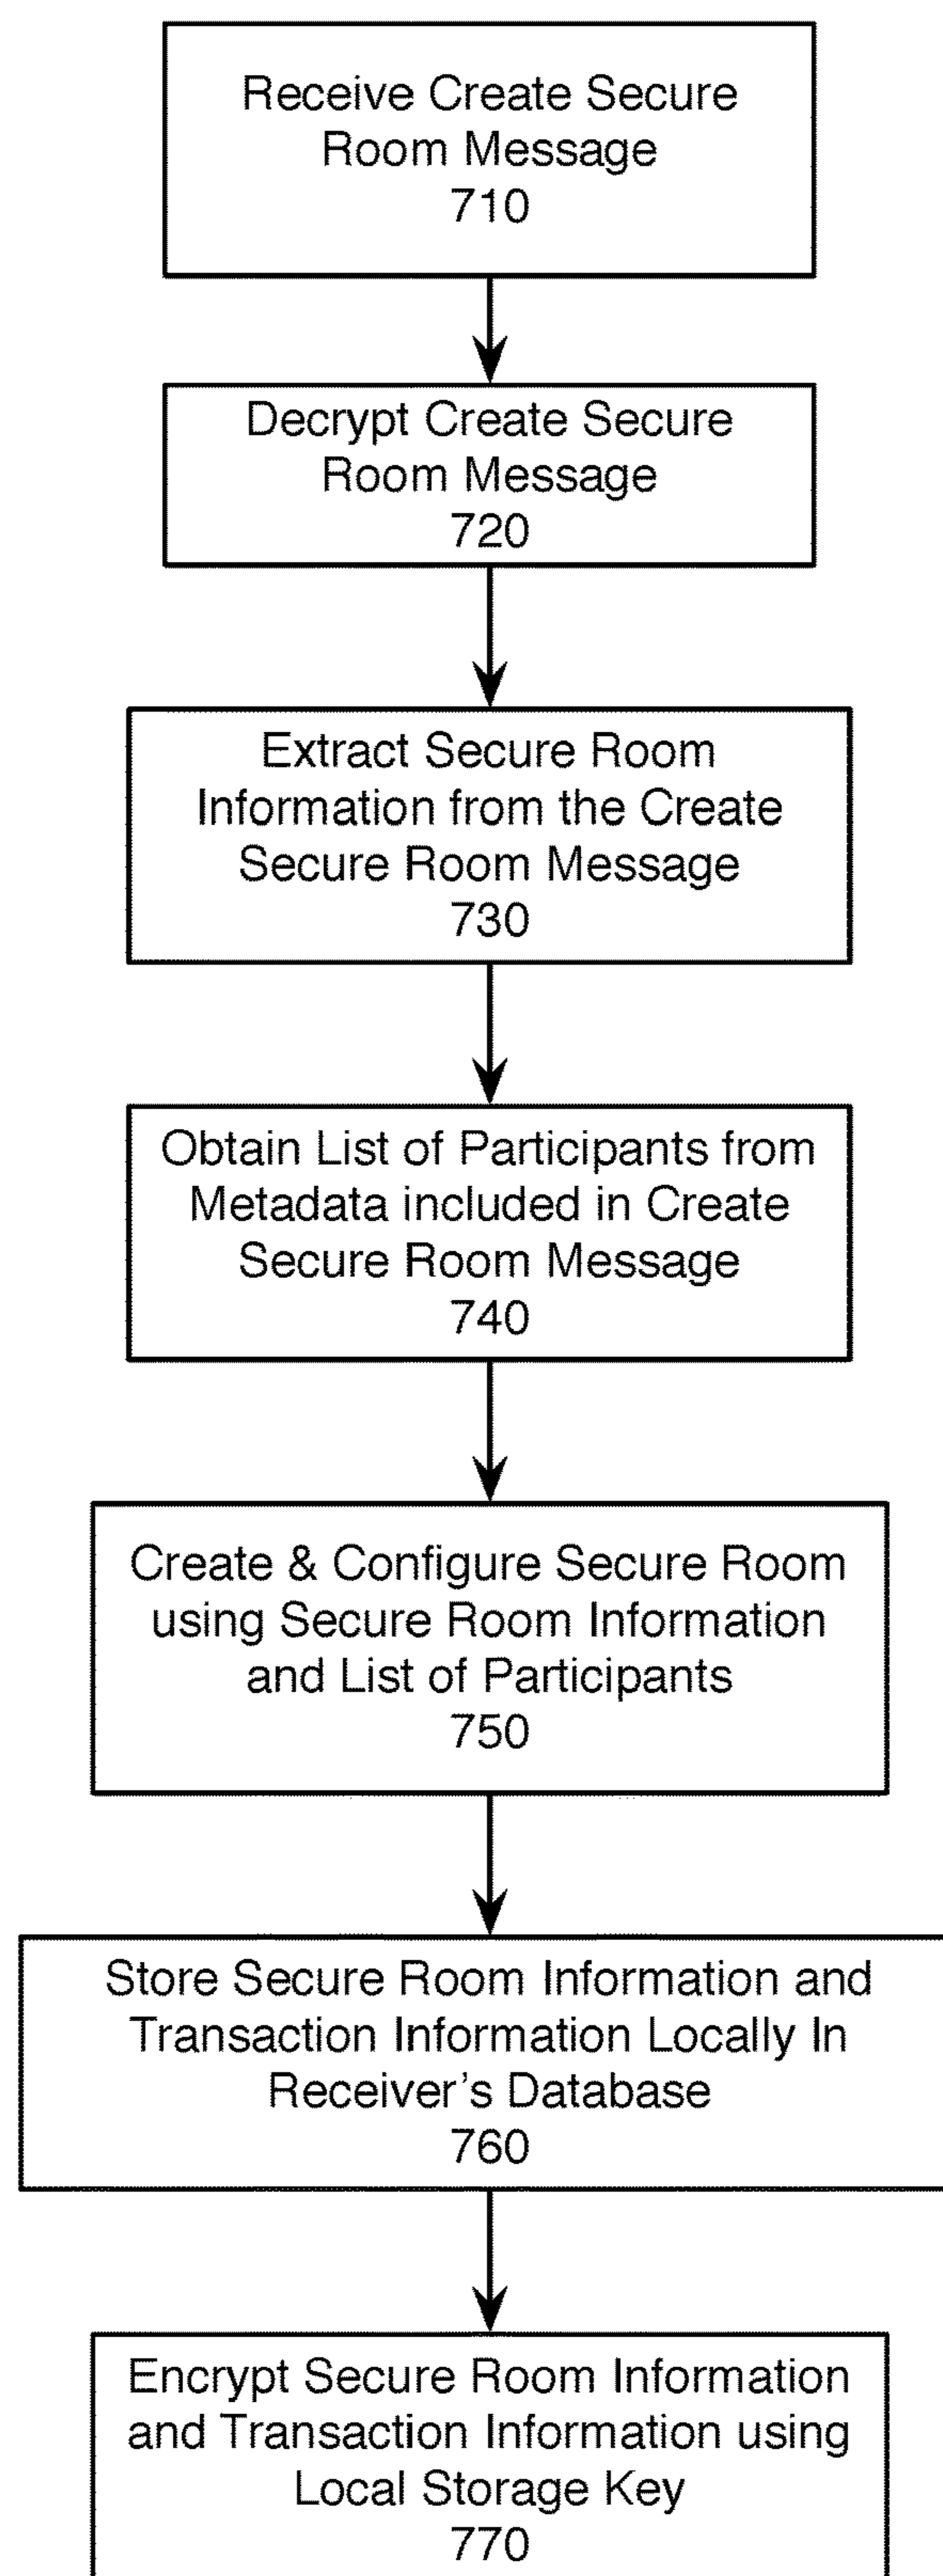 Receive Create Secure
Room Message
710
Decrypt Create Secure
Room Message
720
Extract Secure Room
Information from the Create
Secure Room Message
730
Obtain List of Participants from
Metadata included in Create
Secure Room Message
740
Create & Configure Secure Room
using Secure Room Information
and List of Participants
750
Store Secure Room Information and
Transaction Information Locally In
Receiver’s Database
760
Encrypt Secure Room Information
and Transaction Information using
Local Storage Key
770